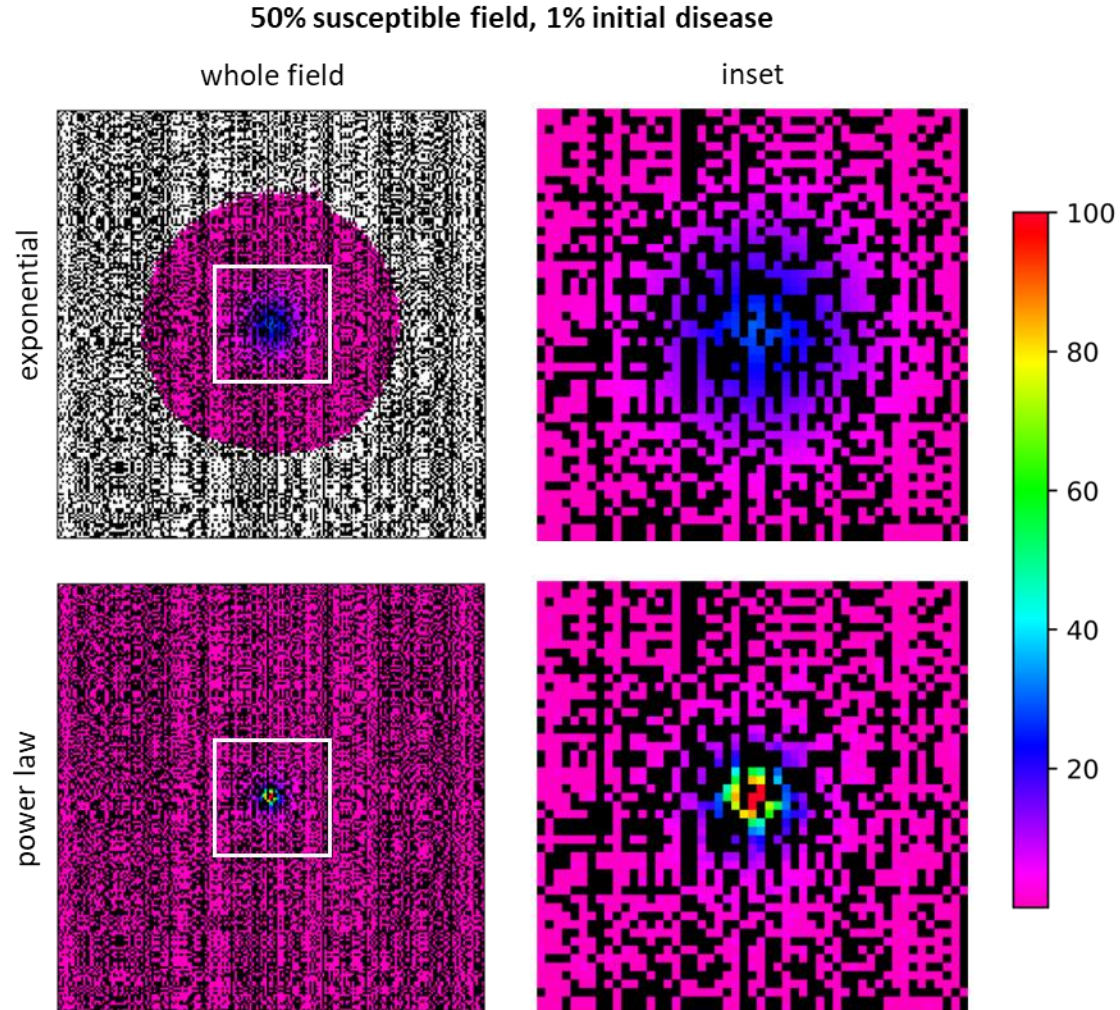 50% susceptible field, 1% initial disease
whole field
inset
exponential
power law
100
80
60
40
20